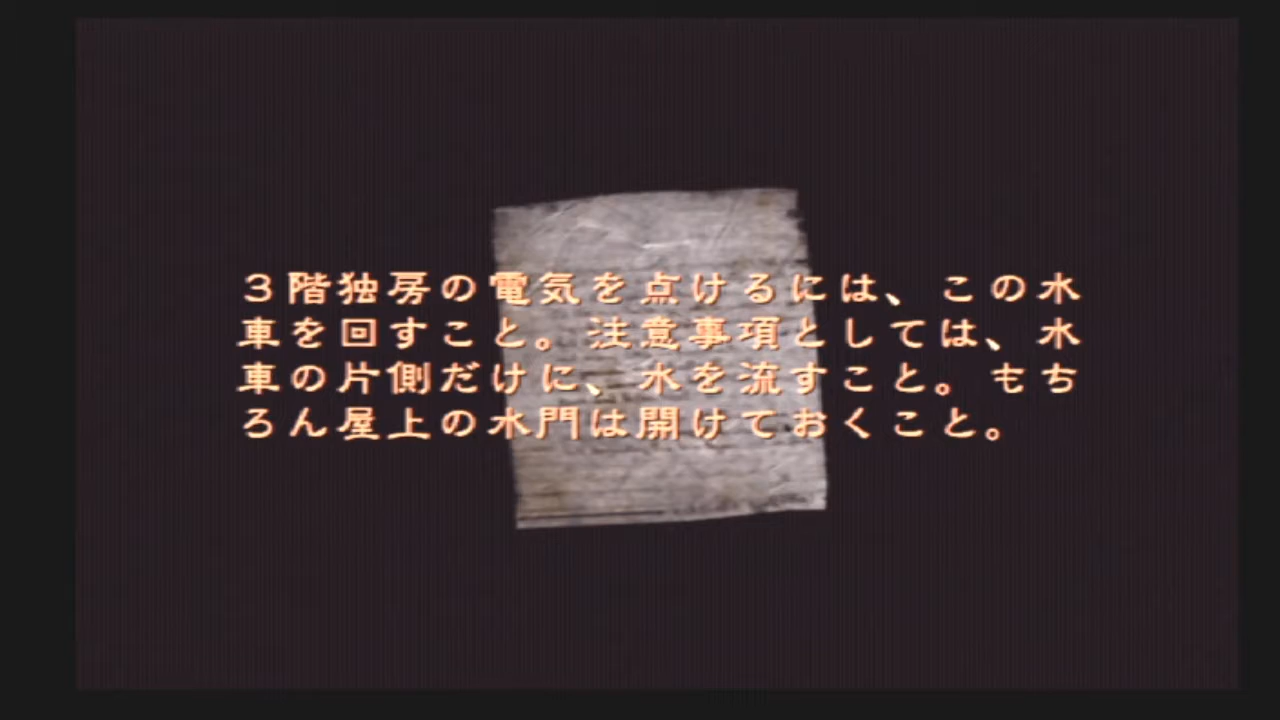 ３階独房の電気を点けるには、この水
車を回すこと。注意事項としては、水
車の片側だけに、水を流すこと。もち
ろん屋上の水門は開けておくこと。